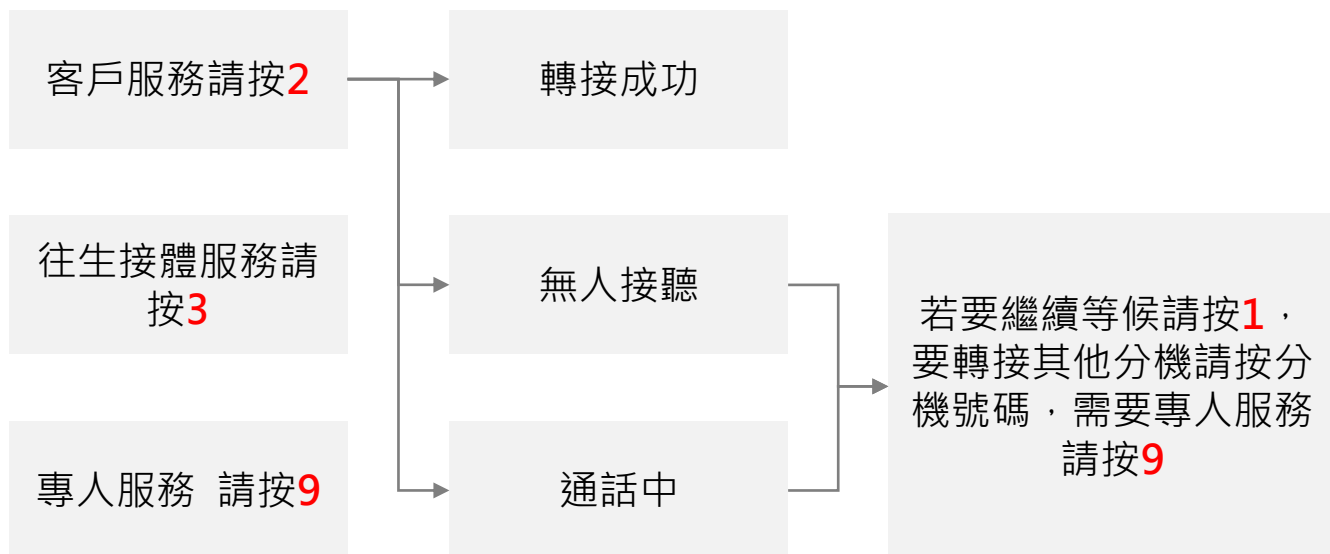 客戶服務請按2
轉接成功
往生接體服務請
按3
無人接聽
若要繼續等候請按1，
要轉接其他分機請按分
機號碼，需要專人服務
請按9
專人服務 請按9
通話中